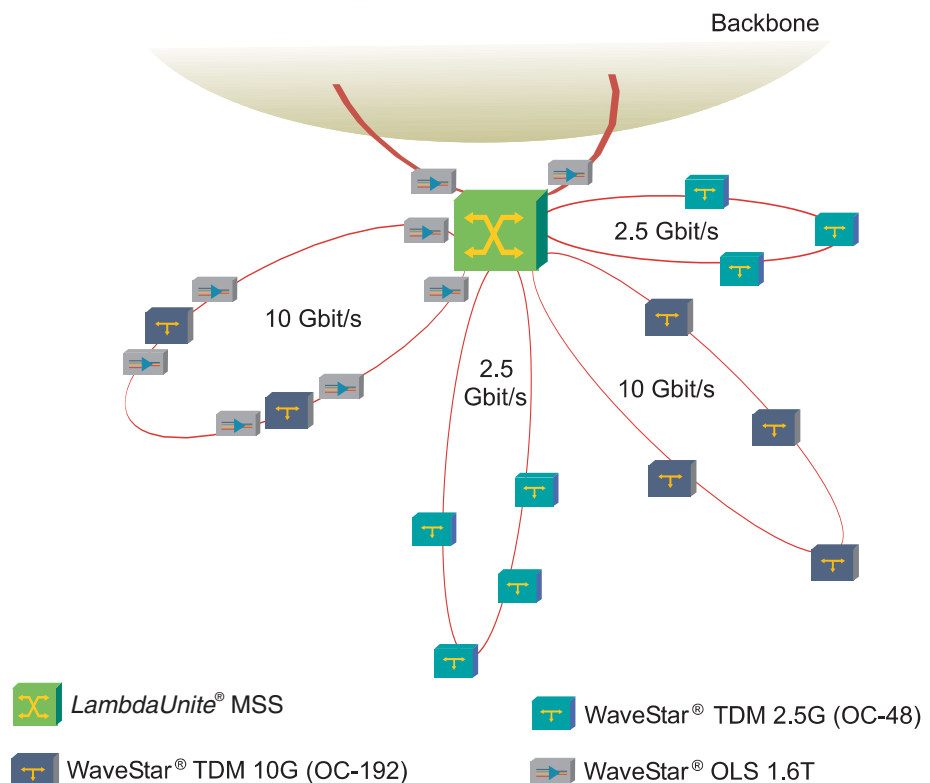 Backbone
2.5 Gbit/s
10 Gbit/s
2.5
Gbit/s
10 Gbit/s
LambdaUnite® MSS
WaveStar® TDM 2.5G (OC-48)
WaveStar® TDM 10G (OC-192)
WaveStar® OLS 1.6T